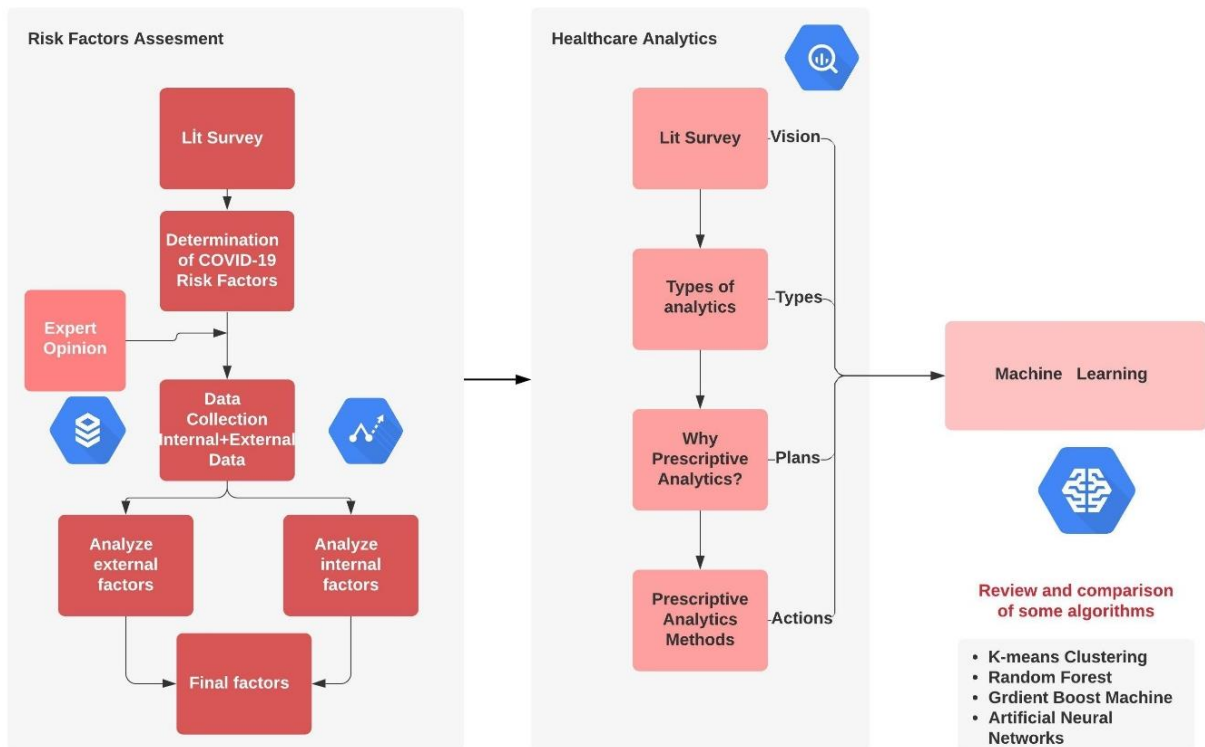 Risk Factors Assesment
Lİt Survey
Determination
of COVID-19
Risk Factors
Expert
Opinion
Data
Collection
Internal+External
Data
Analyze
external
factors
Analyze
internal
factors
Final factors
Healthcare Analytics
Lit Survey
Vision
Types of
analytics
Types
Why
Prescriptive
Analytics?
Plans
Prescriptive
Analytics
Methods
Actions
Machine Learning
Review and comparison
of some algorithms
• K-means Clustering
• Random Forest
• Grdient Boost Machine
• Artificial Neural
Networks